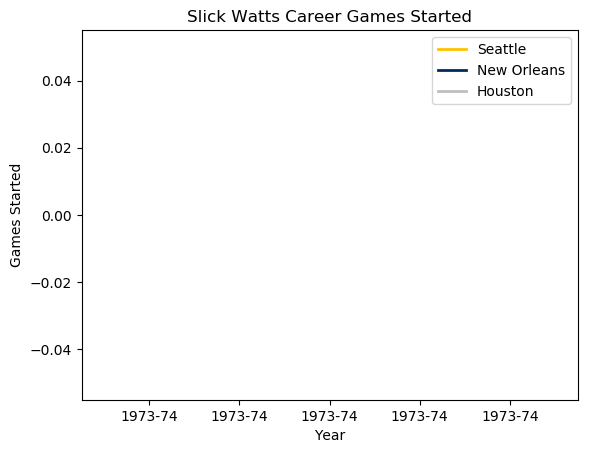 Slick Watts Career Games Started
Seattle
New Orleans
Houston
Games Started
0.04
0.02
0.00
−0.02
−0.04
1973-74 1973-74 1973-74 1973-74 1973-74
Year